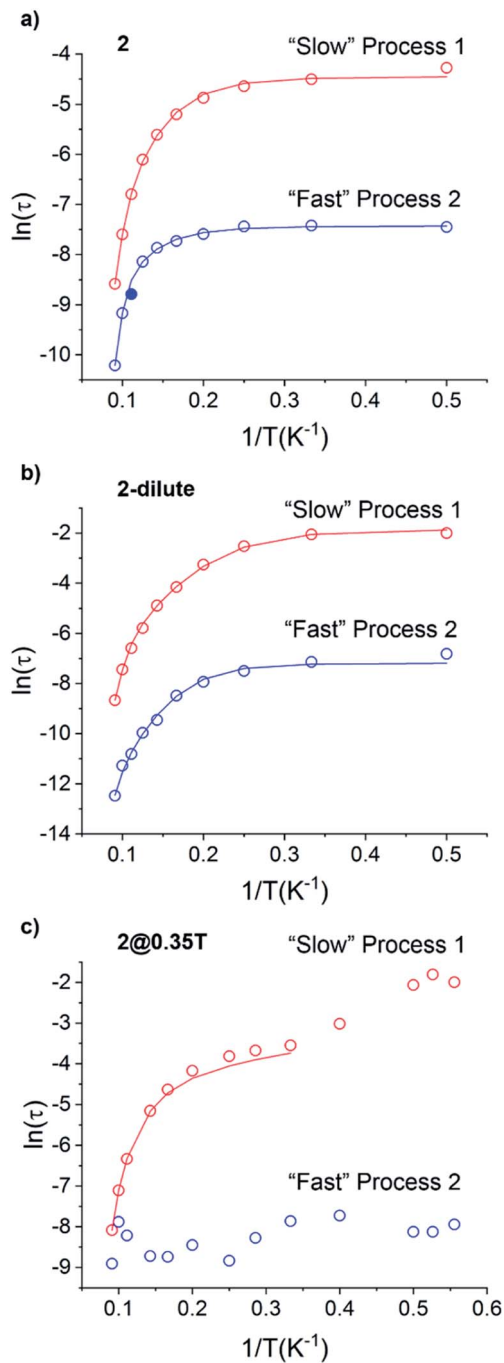 a)
2
"Slow" Process 1
"Fast" Process 2
ln(τ)
-4
-5
-6
-7
-8
-9
-10
0.1
0.2
0.3
0.4
0.5
1/T(K⁻¹)
b)
2-dilute
"Slow" Process 1
"Fast" Process 2
ln(τ)
-2
-4
-6
-8
-10
-12
-14
0.1
0.2
0.3
0.4
0.5
1/T(K⁻¹)
c)
2@0.35T
"Slow" Process 1
"Fast" Process 2
ln(τ)
-2
-3
-4
-5
-6
-7
-8
-9
0.1
0.2
0.3
0.4
0.5
0.6
1/T(K⁻¹)